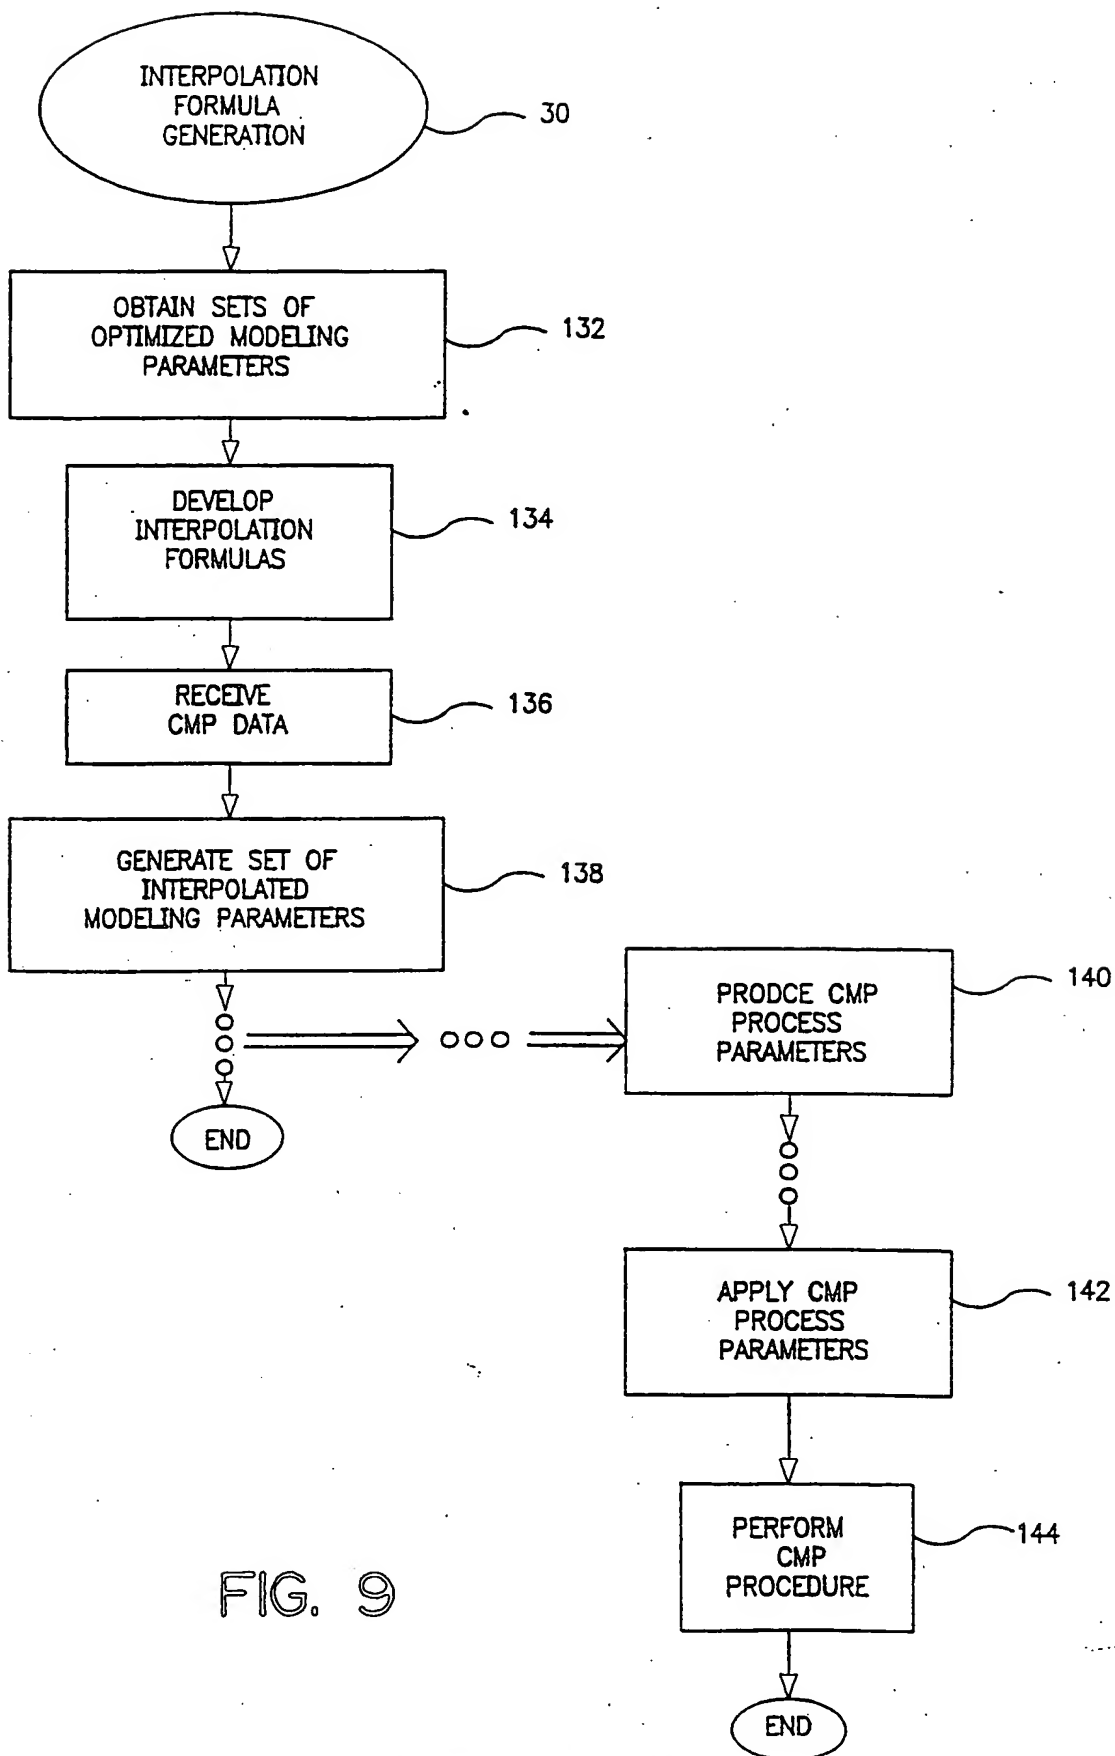 INTERPOLATION
FORMULA
GENERATION
30
OBTAIN SETS OF
OPTIMIZED MODELING
PARAMETERS
132
DEVELOP
INTERPOLATION
FORMULAS
134
RECEIVE
CMP DATA
136
GENERATE SET OF
INTERPOLATED
MODELING PARAMETERS
138
END
PRODCE CMP
PROCESS
PARAMETERS
140
APPLY CMP
PROCESS
PARAMETERS
142
PERFORM
CMP
PROCEDURE
144
END
FIG. 9